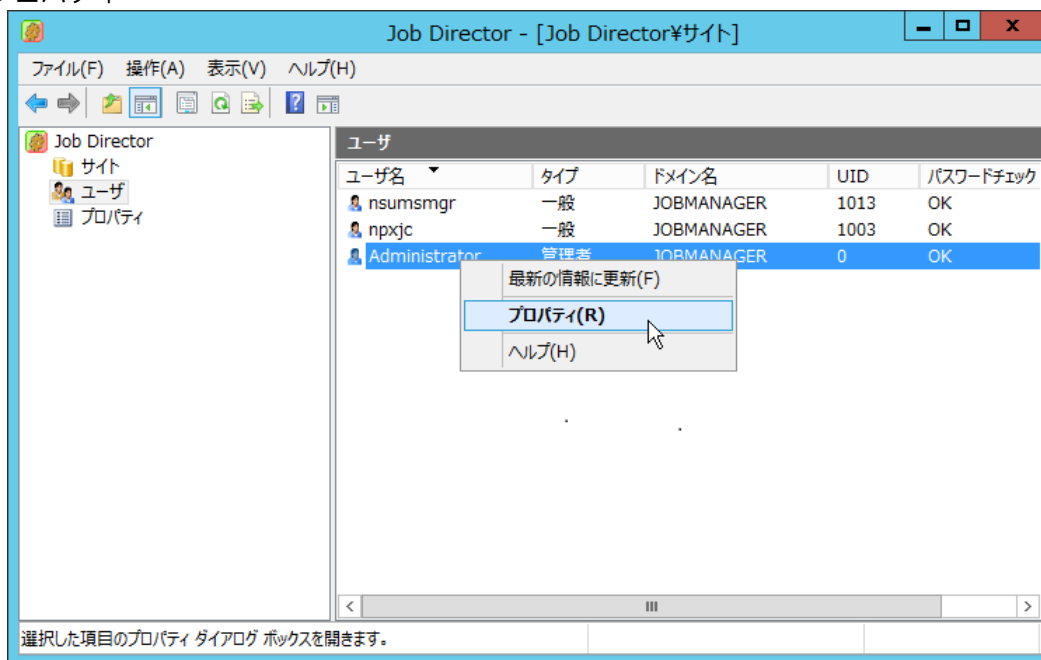 Job Director - [Job Director¥サイト]
ファイル(F) 操作(A) 表示(V) ヘルプ(H)
Job Director
サイト
ユーザ
プロパティ
ユーザ
ユーザ名 タイプ ドメイン名 UID パスワードチェック
nsumsmgr 一般 JOBMANAGER 1013 OK
npxjc 一般 JOBMANAGER 1003 OK
Administrator 管理者 JOBMANAGER 0 OK
最新の情報に更新(F)
プロパティ(R)
ヘルプ(H)
選択した項目のプロパティ ダイアログ ボックスを開きます。